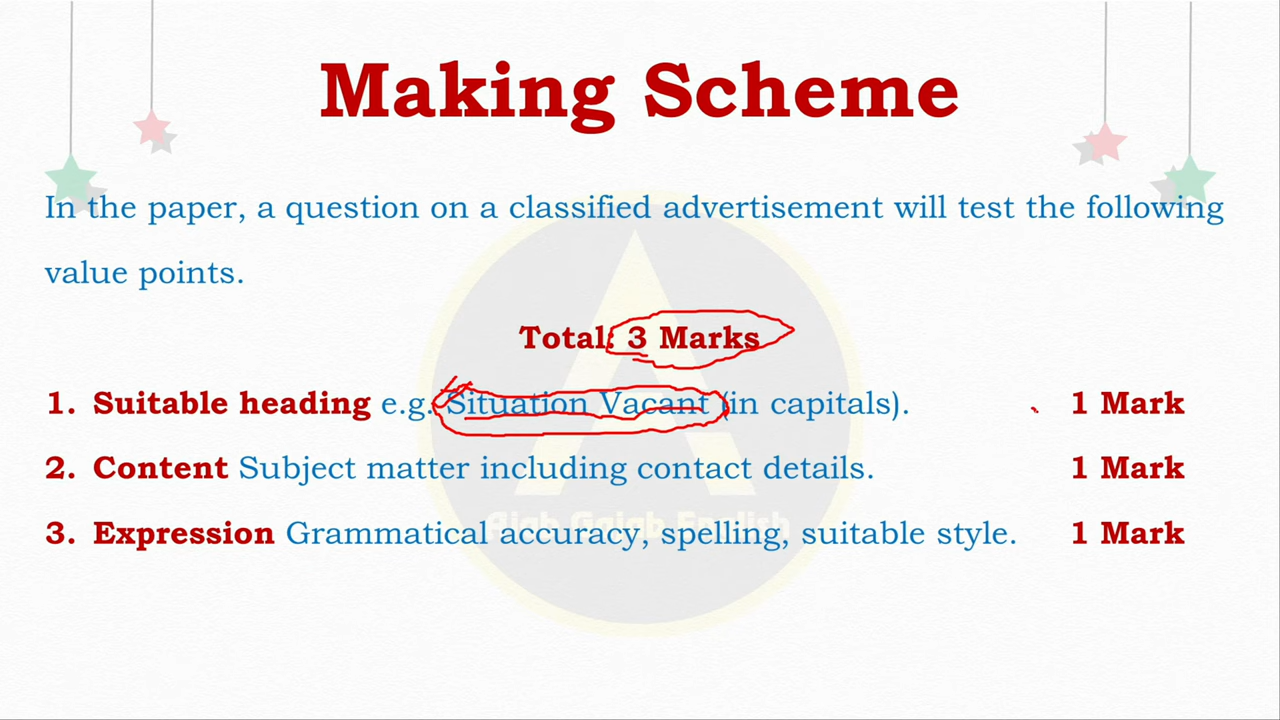 Making Scheme
In the paper, a question on a classified advertisement will test the following
value points.
Total: 3 Marks
1. Suitable heading e.g. Situation Vacant (in capitals). 1 Mark
2. Content Subject matter including contact details. 1 Mark
3. Expression Grammatical accuracy, spelling, suitable style. 1 Mark